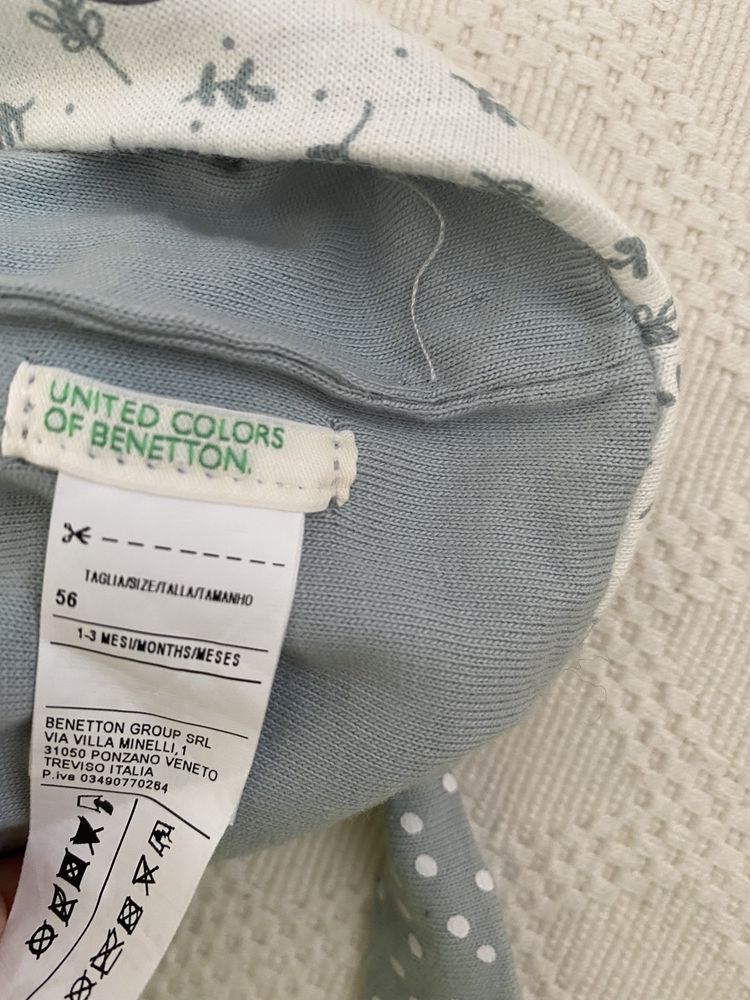 UNITED COLORS
OF BENETTON.
TAGLIA/SIZE/TALLA/TAMANHO
56
1-3 MESI/MONTHS/MESES
BENETTON GROUP SRL
VIA VILLA MINELLI,1
31050 PONZANO VENETO
TREVISO ITALIA
P.iva 03490770264